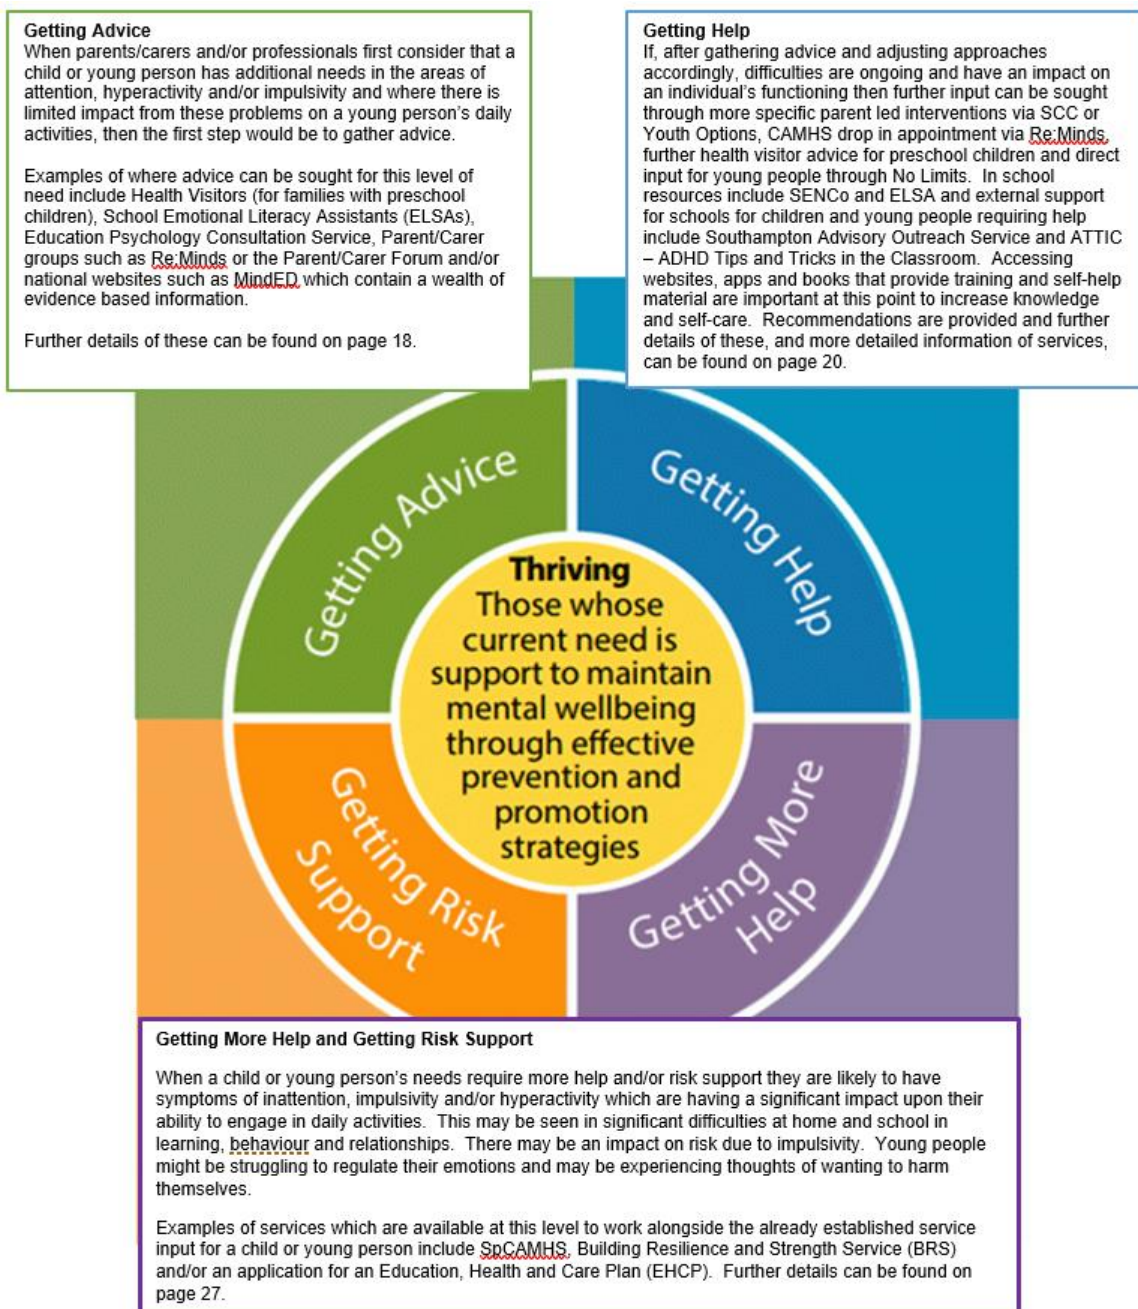 Getting Advice
When parents/carers and/or professionals first consider that a
child or young person has additional needs in the areas of
attention, hyperactivity and/or impulsivity and where there is
limited impact from these problems on a young person's daily
activities, then the first step would be to gather advice.
Examples of where advice can be sought for this level of
need include Health Visitors (for families with preschool
children), School Emotional Literacy Assistants (ELSAs),
Education Psychology Consultation Service, Parent/Carer
groups such as Re:Minds or the Parent/Carer Forum and/or
national websites such as MindED which contain a wealth of
evidence based information.
Further details of these can be found on page 18.
Getting Help
If, after gathering advice and adjusting approaches
accordingly, difficulties are ongoing and have an impact on
an individual's functioning then further input can be sought
through more specific parent led interventions via SCC or
Youth Options, CAMHS drop in appointment via Re:Minds,
further health visitor advice for preschool children and direct
input for young people through No Limits.  In school
resources include SENCo and ELSA and external support
for schools for children and young people requiring help
include Southampton Advisory Outreach Service and ATTIC
– ADHD Tips and Tricks in the Classroom.  Accessing
websites, apps and books that provide training and self-help
material are important at this point to increase knowledge
and self-care.  Recommendations are provided and further
details of these, and more detailed information of services,
can be found on page 20.
Getting Advice
Getting Help
Thriving
Those whose
current need is
support to maintain
mental wellbeing
through effective
prevention and
promotion
strategies
Getting Risk
Support
Getting More
Help
Getting More Help and Getting Risk Support
When a child or young person's needs require more help and/or risk support they are likely to have
symptoms of inattention, impulsivity and/or hyperactivity which are having a significant impact upon their
ability to engage in daily activities.  This may be seen in significant difficulties at home and school in
learning, behaviour and relationships.  There may be an impact on risk due to impulsivity.  Young people
might be struggling to regulate their emotions and may be experiencing thoughts of wanting to harm
themselves.
Examples of services which are available at this level to work alongside the already established service
input for a child or young person include SpCAMHS, Building Resilience and Strength Service (BRS)
and/or an application for an Education, Health and Care Plan (EHCP).  Further details can be found on
page 27.